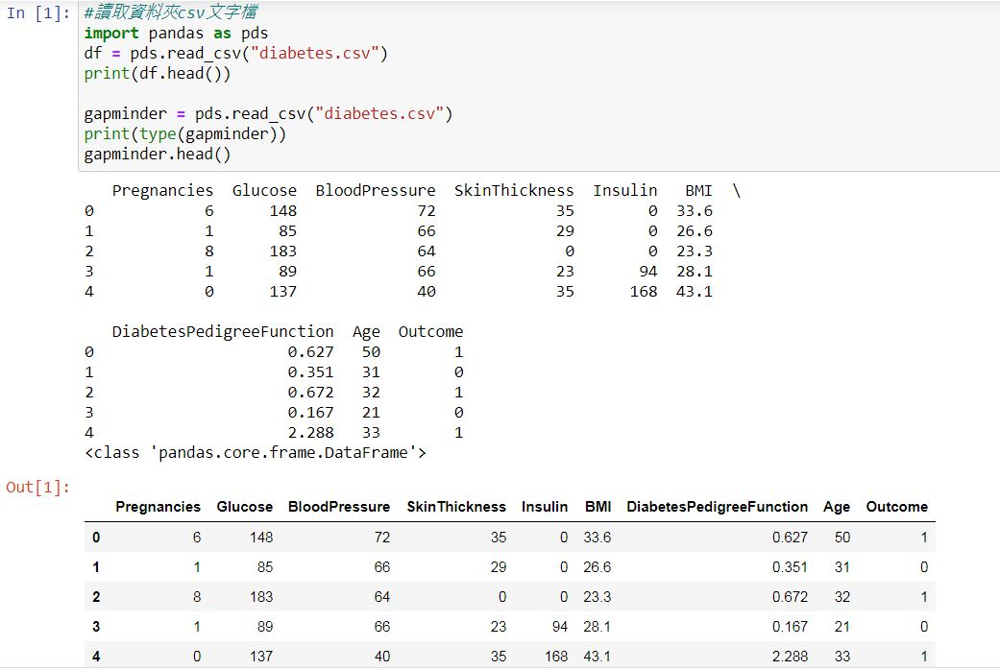 In [1]: #讀取資料夾csv文字檔
import pandas as pds
df = pds.read_csv("diabetes.csv")
print(df.head())
gapminder = pds.read_csv("diabetes.csv")
print(type(gapminder))
gapminder.head()
Pregnancies Glucose BloodPressure SkinThickness Insulin BMI \
0 6 148 72 35 0 33.6
1 1 85 66 29 0 26.6
2 8 183 64 0 0 23.3
3 1 89 66 23 94 28.1
4 0 137 40 35 168 43.1
DiabetesPedigreeFunction Age Outcome
0 0.627 50 1
1 0.351 31 0
2 0.672 32 1
3 0.167 21 0
4 2.288 33 1
<class 'pandas.core.frame.DataFrame'>
Out[1]:
Pregnancies Glucose BloodPressure SkinThickness Insulin BMI DiabetesPedigreeFunction Age Outcome
0 6 148 72 35 0 33.6 0.627 50 1
1 1 85 66 29 0 26.6 0.351 31 0
2 8 183 64 0 0 23.3 0.672 32 1
3 1 89 66 23 94 28.1 0.167 21 0
4 0 137 40 35 168 43.1 2.288 33 1